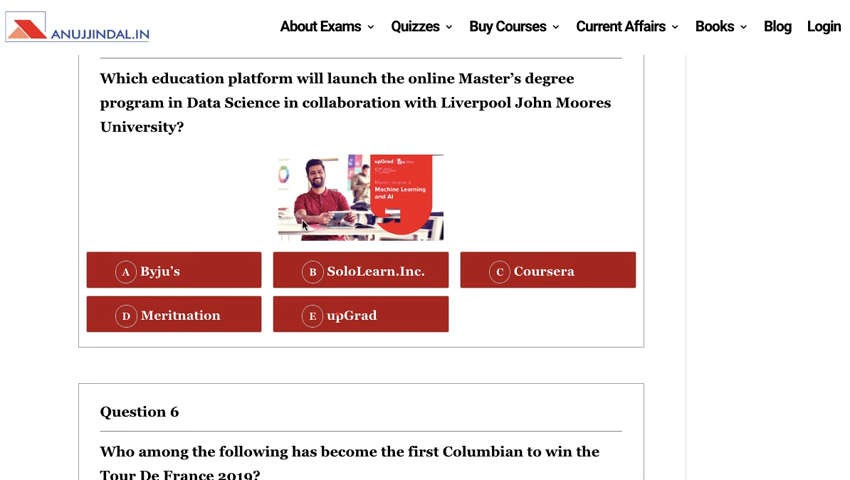 ANUJJINDAL.IN
About Exams Quizzes Buy Courses Current Affairs Books Blog Login
Which education platform will launch the online Master's degree
program in Data Science in collaboration with Liverpool John Moores
University?
upGrad
Machine Learning
and AI
A Byju's
B SoloLearn.Inc.
C Coursera
D Meritnation
E upGrad
Question 6
Who among the following has become the first Columbian to win the
Tour De France 2019?